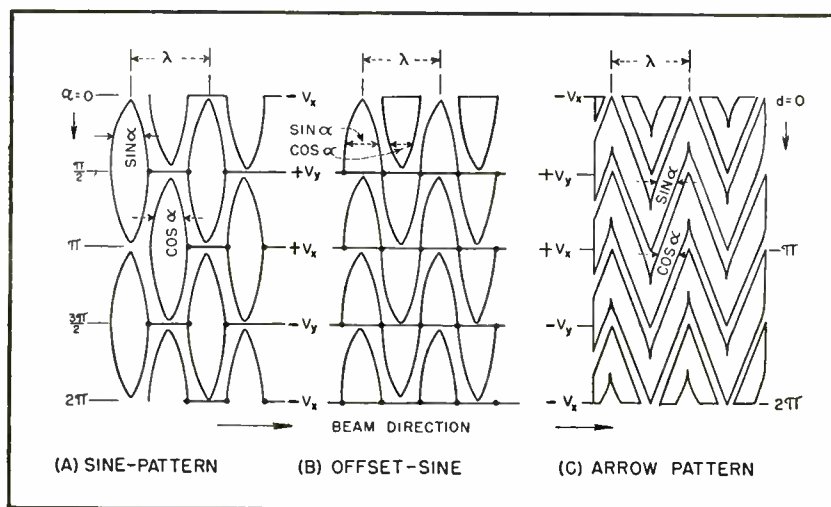 λ λ λ
α=0 -Vx -Vx d=0
SIN α SIN α
COS α
π/2 +Vy +Vy
SIN α
COS α COS α
π +Vx +Vx -π
3π/2 -Vy -Vy
2π -Vx -Vx -2π
BEAM DIRECTION
(A) SINE-PATTERN (B) OFFSET-SINE (C) ARROW PATTERN